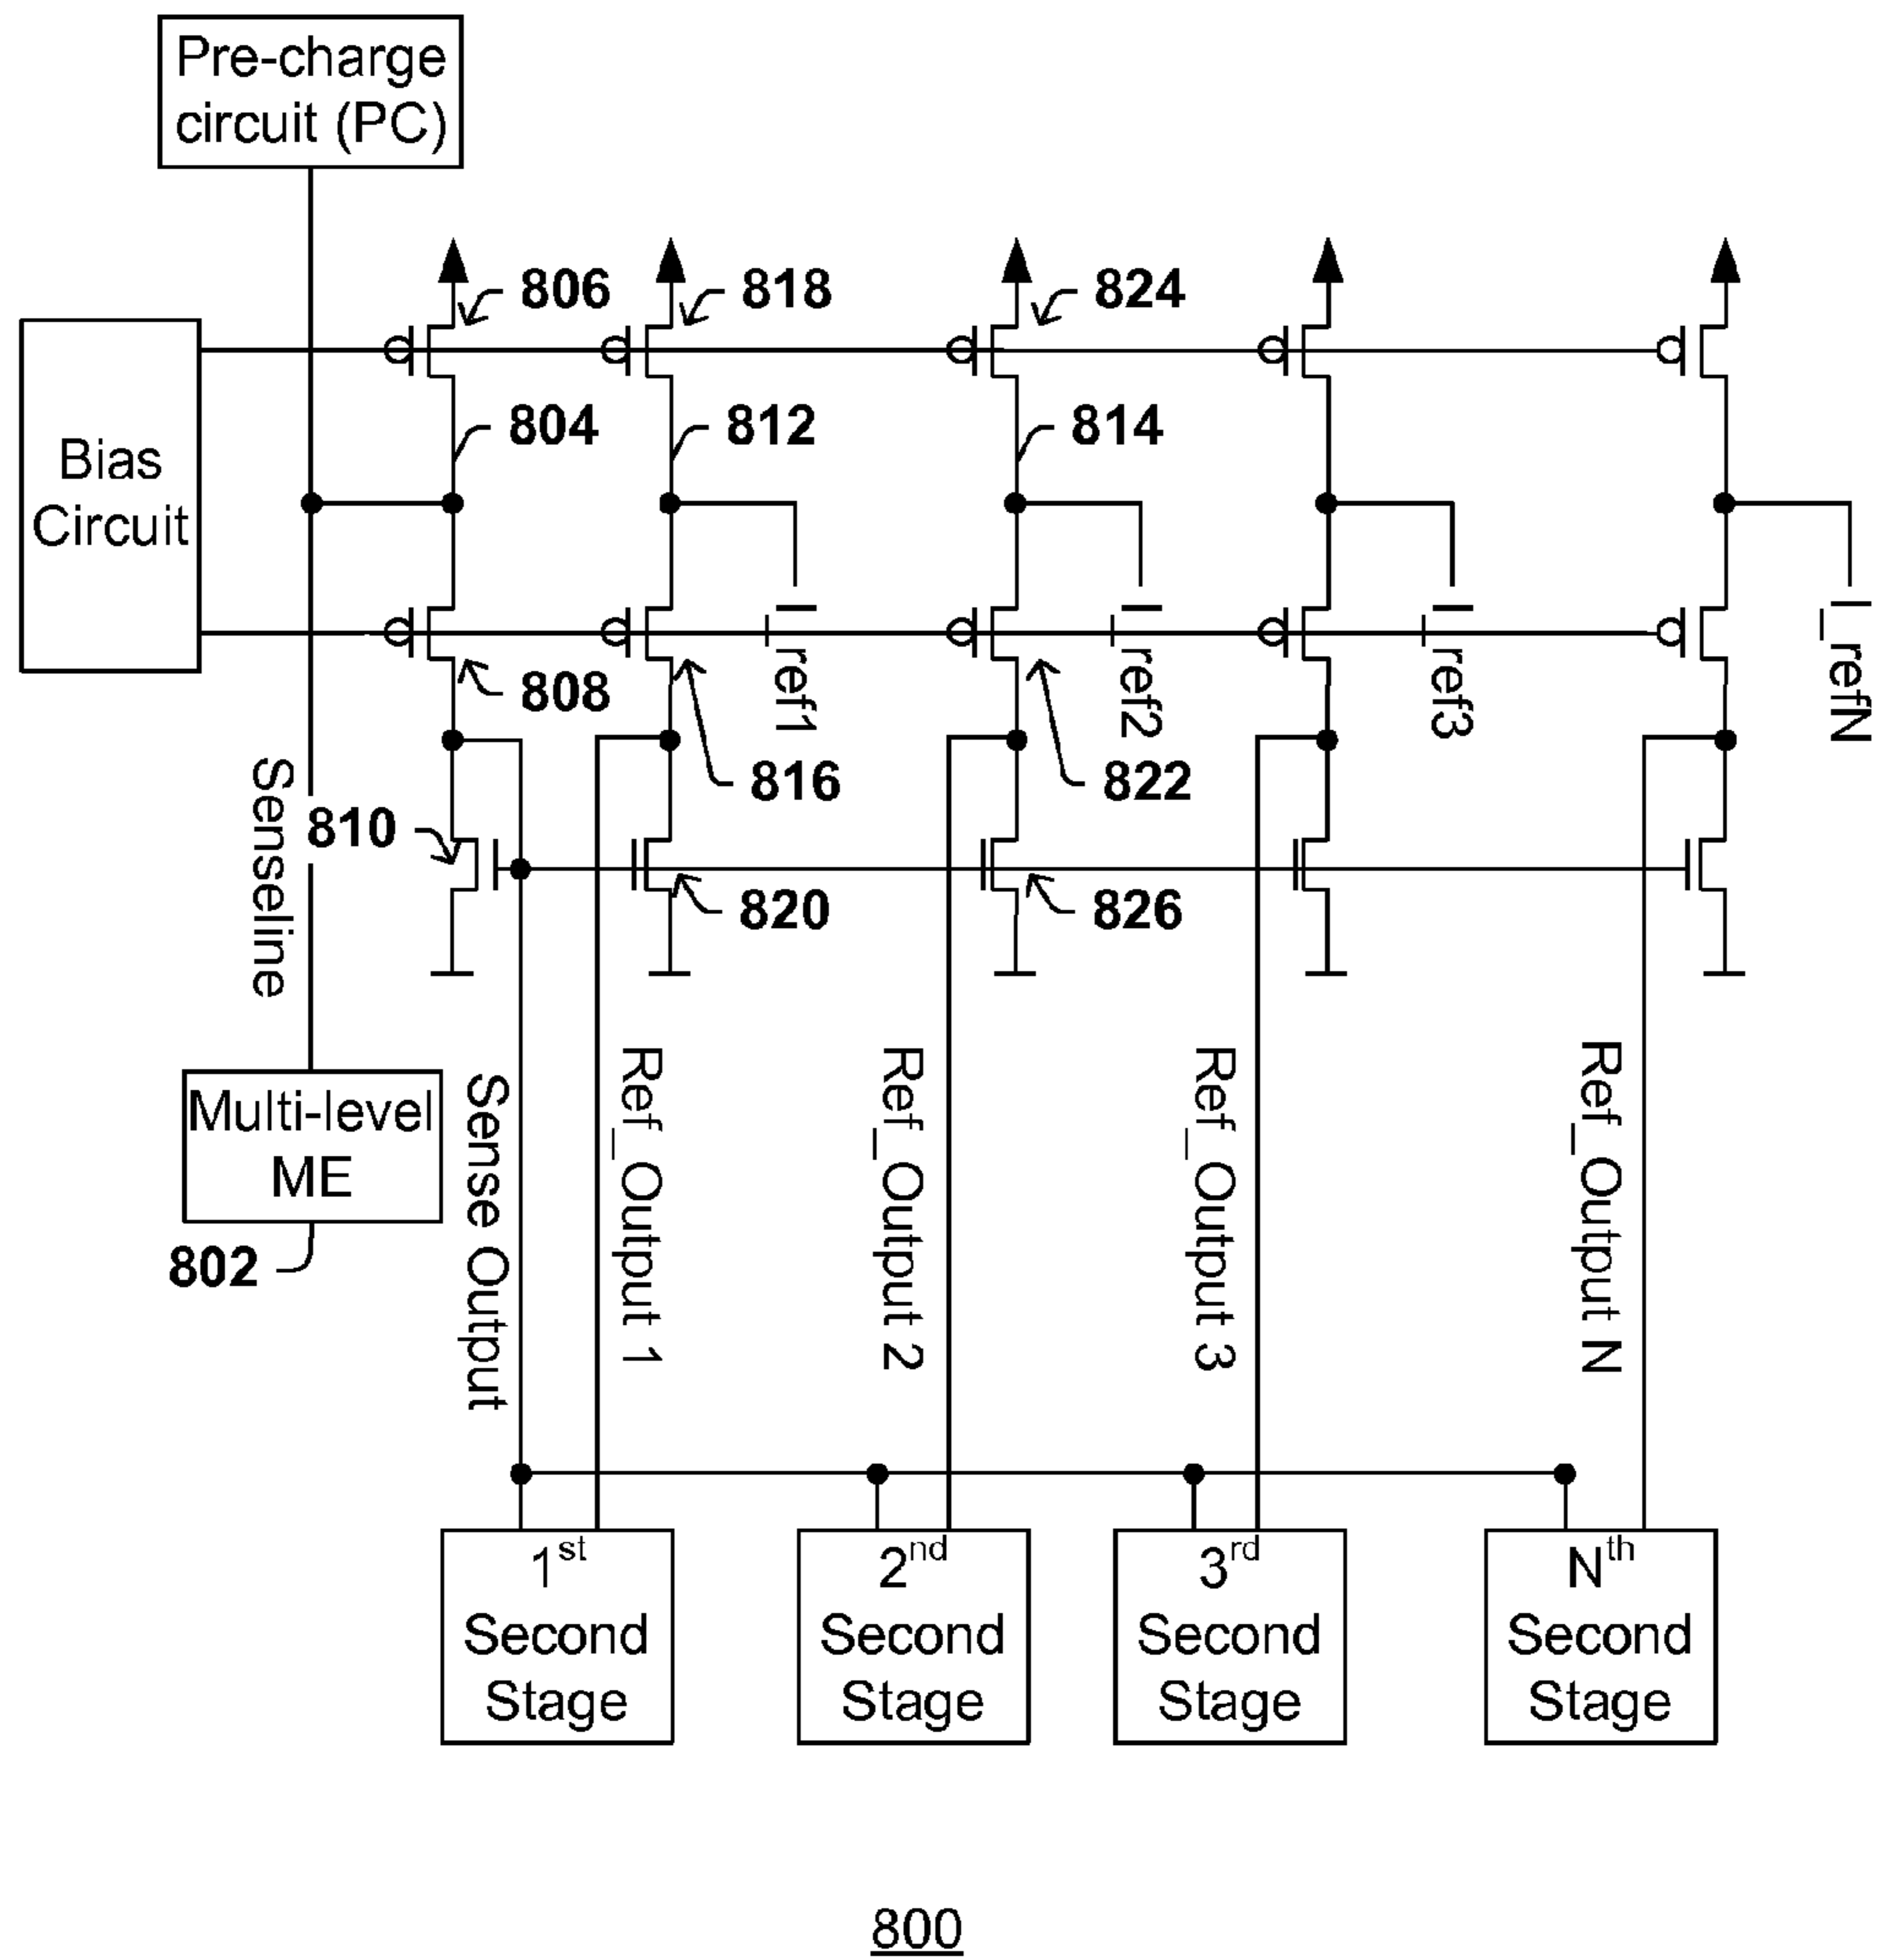 Pre-charge
circuit (PC)
806
818
824
804
812
814
Bias
Circuit
I_ref1
I_ref2
I_ref3
I_refN
808
816
822
Senseline
810
820
826
Multi-level
ME
802
Sense Output
Ref_Output 1
Ref_Output 2
Ref_Output 3
Ref_Output N
1st
Second
Stage
2nd
Second
Stage
3rd
Second
Stage
Nth
Second
Stage
800